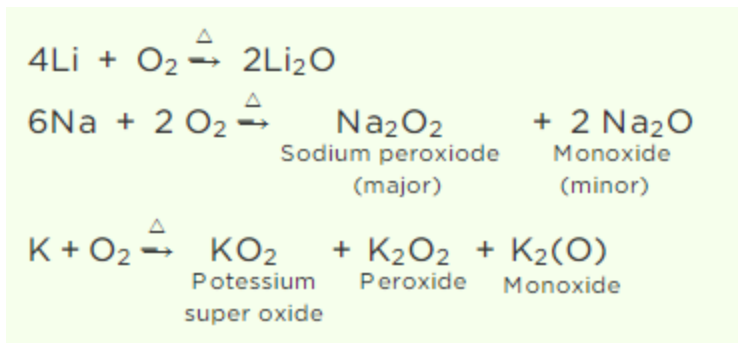 4Li + O₂ →^△ 2Li₂O
6Na + 2 O₂ →^△ Na₂O₂ + 2 Na₂O
Sodium peroxiode Monoxide
(major) (minor)
K + O₂ →^△ KO₂ + K₂O₂ + K₂(O)
Potessium Peroxide Monoxide
super oxide